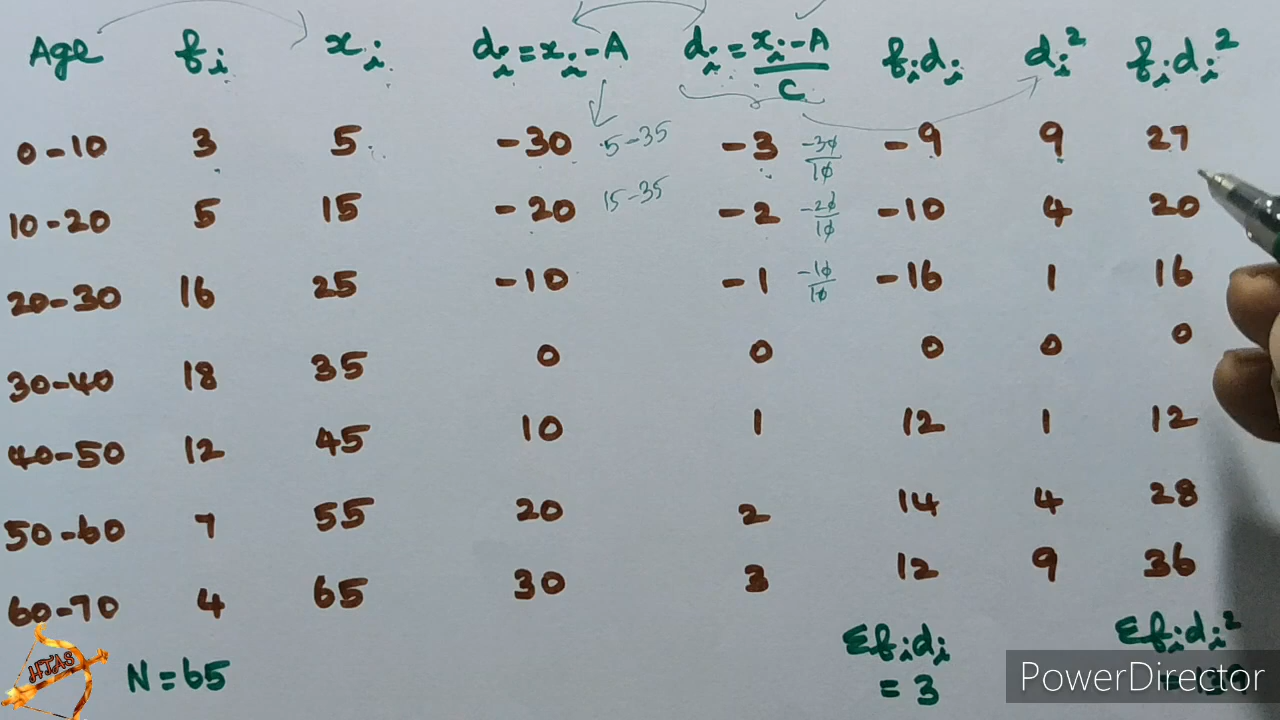 Age fi xi di=xi-A di=xi-A/C fidi di² fidi²
0-10 3 5 -30 5-35 -3 -30/10 -9 9 27
10-20 5 15 -20 15-35 -2 -20/10 -10 4 20
20-30 16 25 -10 -1 -10/10 -16 1 16
30-40 18 35 0 0 0 0 0
40-50 12 45 10 1 12 1 12
50-60 7 55 20 2 14 4 28
60-70 4 65 30 3 12 9 36
HTAS
N=65 Σfidi Σfidi²
=3
PowerDirector